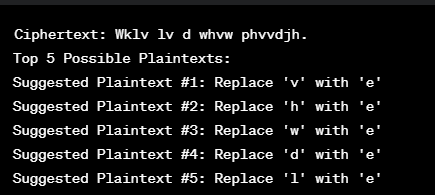 Ciphertext: Wklv lv d whvw phvvdjh.
Top 5 Possible Plaintexts:
Suggested Plaintext #1: Replace 'v' with 'e'
Suggested Plaintext #2: Replace 'h' with 'e'
Suggested Plaintext #3: Replace 'w' with 'e'
Suggested Plaintext #4: Replace 'd' with 'e'
Suggested Plaintext #5: Replace 'l' with 'e'